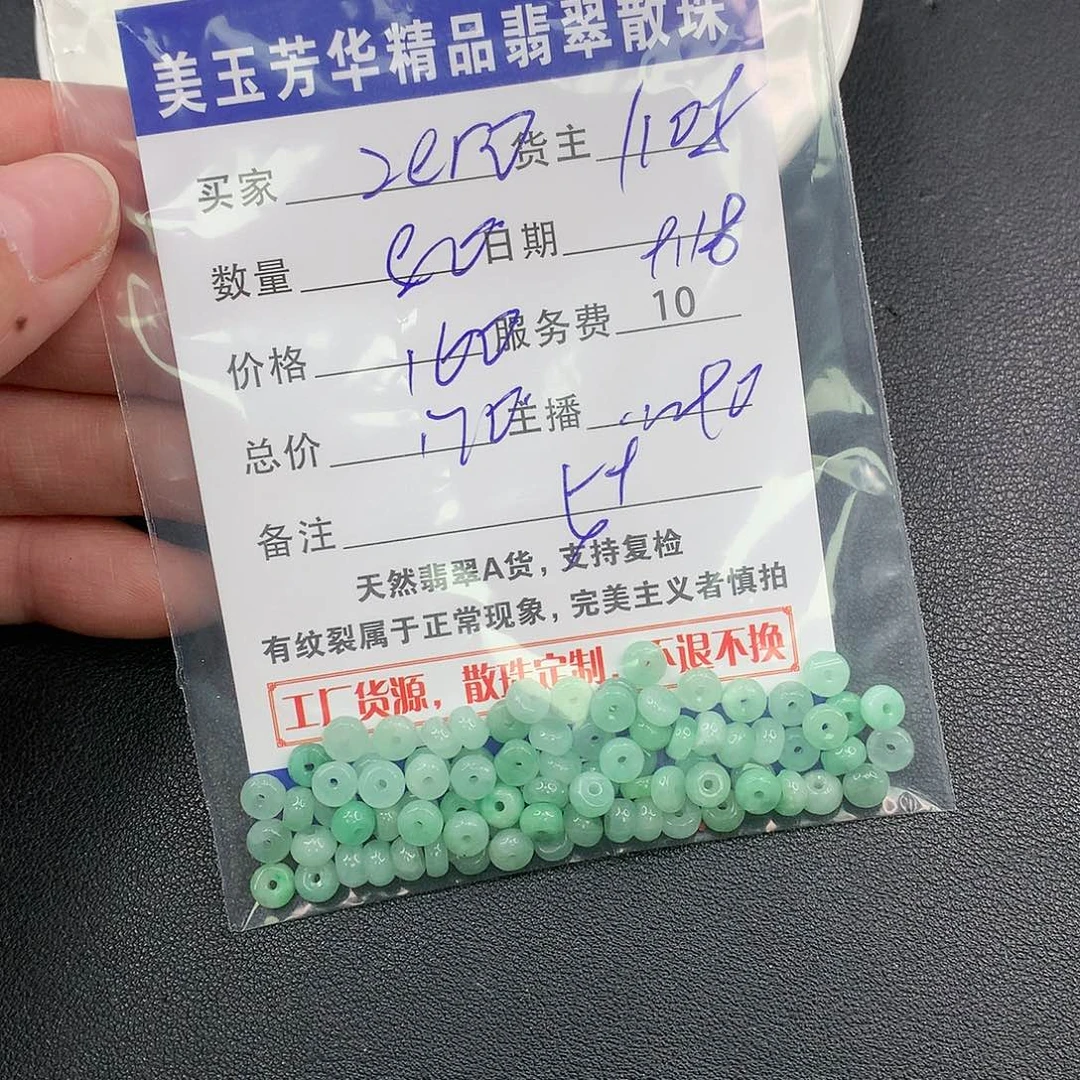 美玉芳华精品翡翠散珠
买家 zero 货主
数量 日期
价格 160 服务费 10
总价 170 主播
备注
天然翡翠A货，支持复检
有纹裂属于正常现象，完美主义者慎拍
工厂货源，散珠定制，不退不换